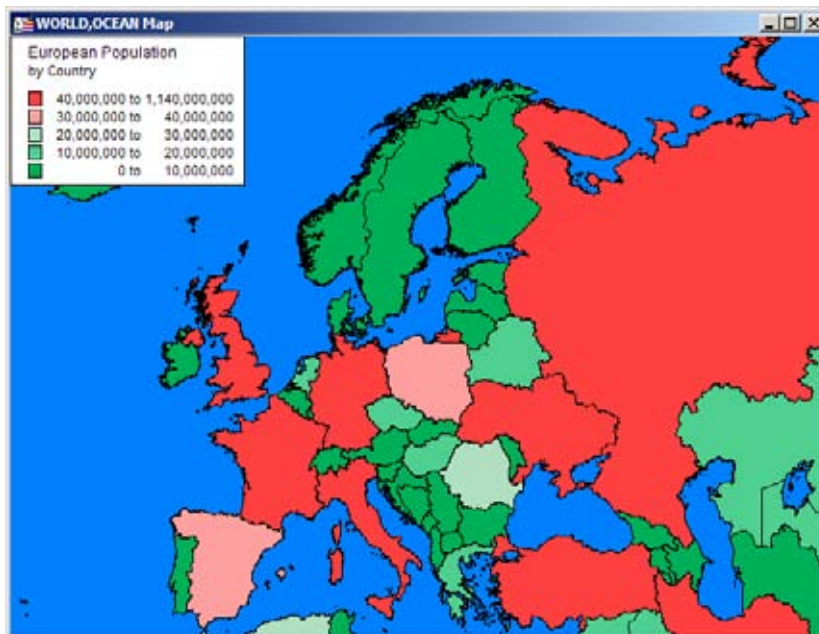 WORLD,OCEAN Map
European Population
by Country
40,000,000 to 1,140,000,000
30,000,000 to 40,000,000
20,000,000 to 30,000,000
10,000,000 to 20,000,000
0 to 10,000,000